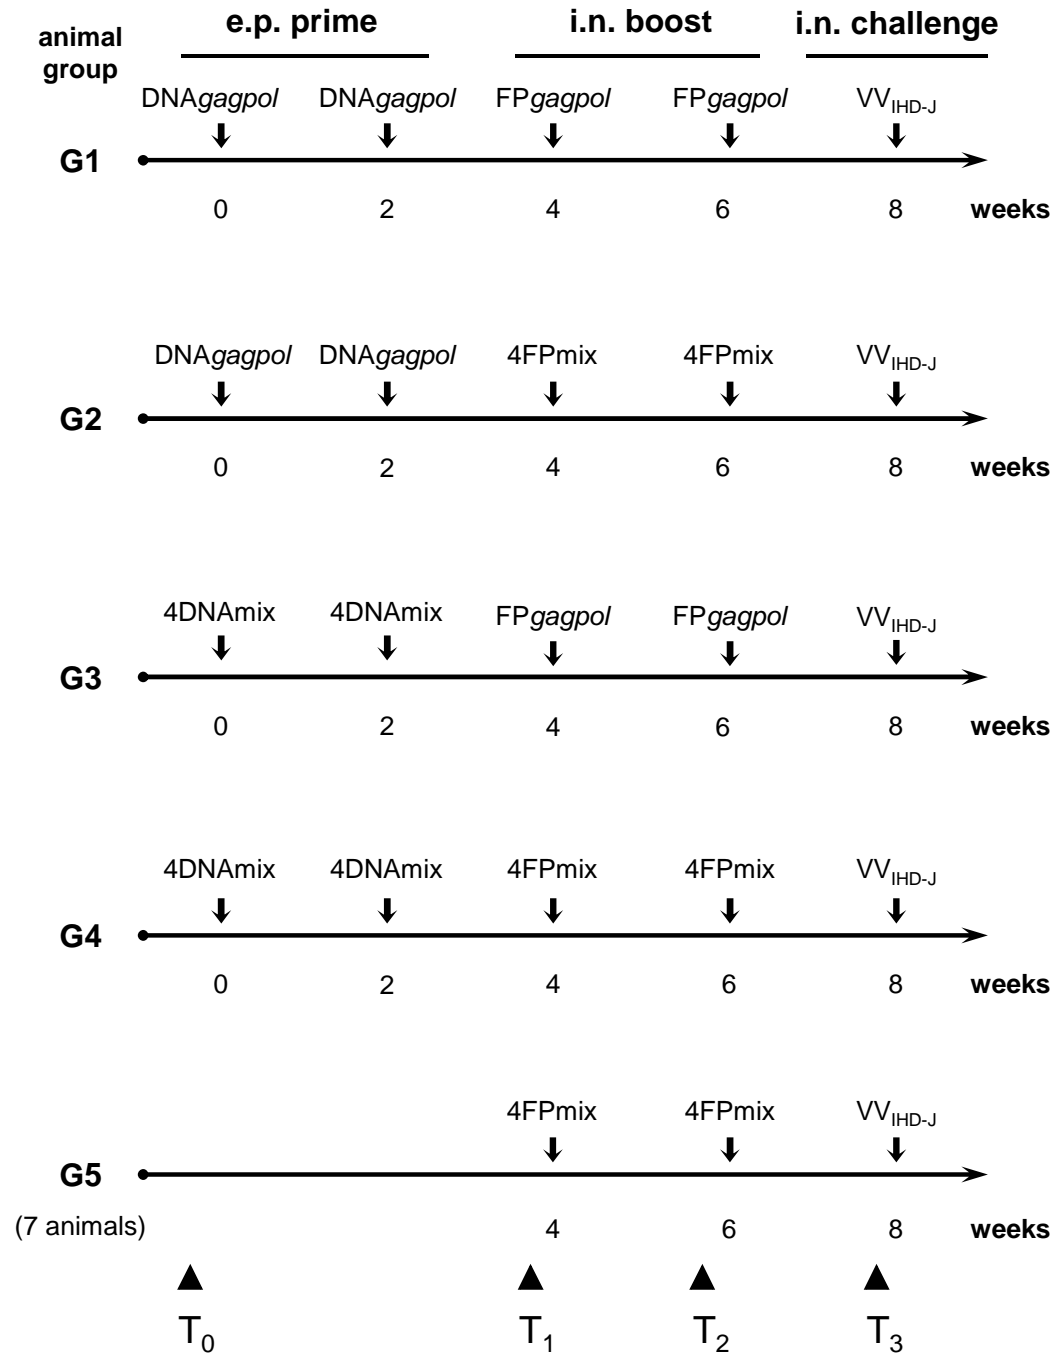 animal group
e.p. prime i.n. boost i.n. challenge
DNAgagpol DNAgagpol FPgagpol FPgagpol VVIHD-J
G1
0 2 4 6 8 weeks
DNAgagpol DNAgagpol 4FPmix 4FPmix VVIHD-J
G2
0 2 4 6 8 weeks
4DNAmix 4DNAmix FPgagpol FPgagpol VVIHD-J
G3
0 2 4 6 8 weeks
4DNAmix 4DNAmix 4FPmix 4FPmix VVIHD-J
G4
0 2 4 6 8 weeks
4FPmix 4FPmix VVIHD-J
G5
(7 animals) 4 6 8 weeks
T0 T1 T2 T3